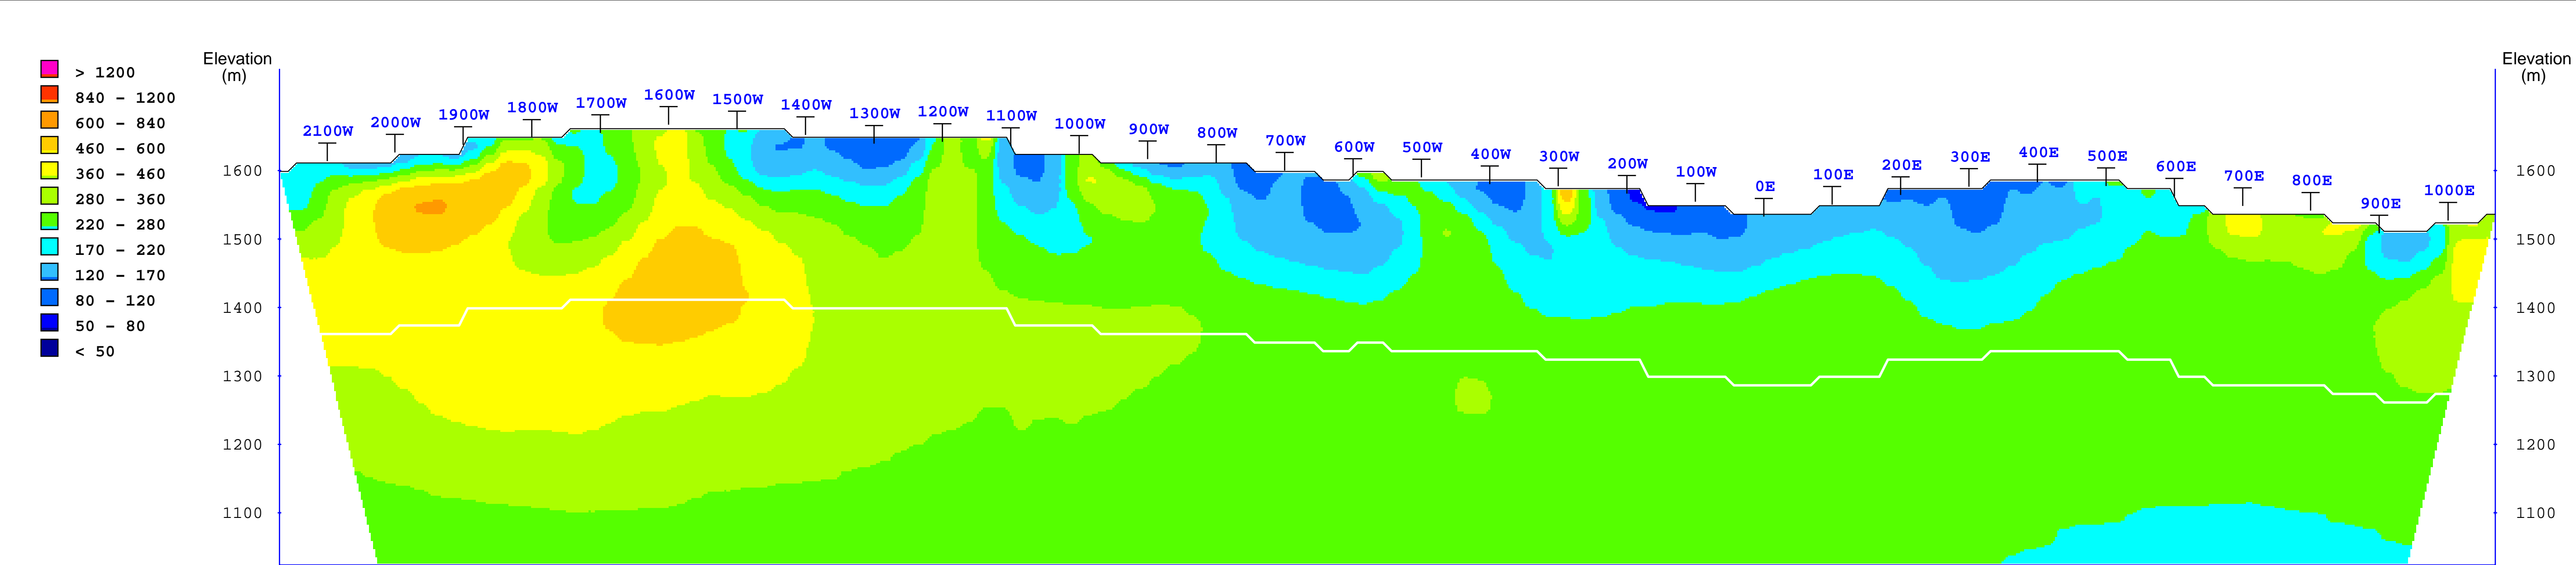 Elevation
(m)
Elevation
(m)
> 1200
840 - 1200
600 - 840
460 - 600
360 - 460
280 - 360
220 - 280
170 - 220
120 - 170
80 - 120
50 - 80
< 50
2100W
2000W
1900W
1800W
1700W
1600W
1500W
1400W
1300W
1200W
1100W
1000W
900W
800W
700W
600W
500W
400W
300W
200W
100W
0E
100E
200E
300E
400E
500E
600E
700E
800E
900E
1000E
1600
1500
1400
1300
1200
1100
1600
1500
1400
1300
1200
1100